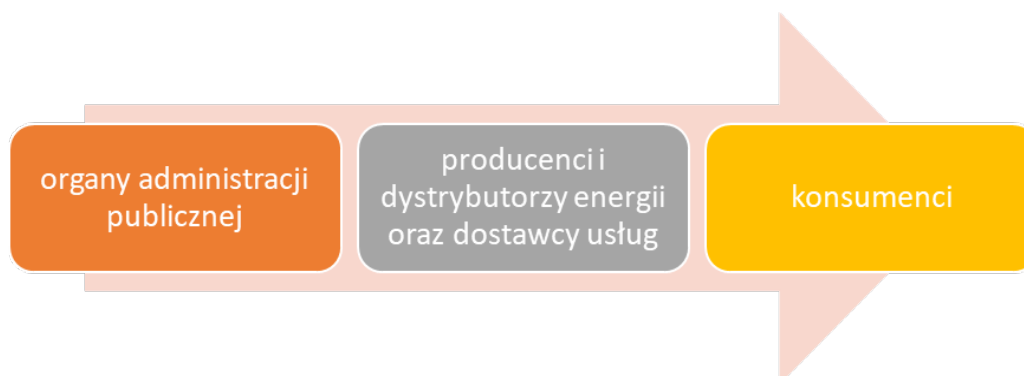 organy administracji
publicznej
producenci i
dystrybutorzy energii
oraz dostawcy usług
konsumenci